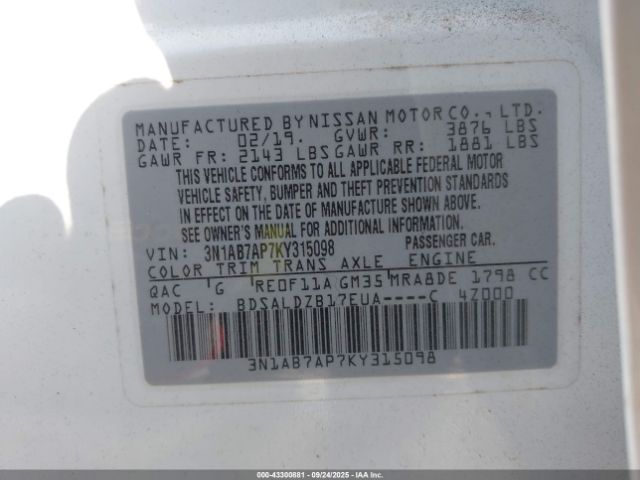 MANUFACTURED BY NISSAN MOTOR CO., LTD.
DATE: 02/19. GVWR: 3876 LBS
GAWR FR: 2143 LBS GAWR RR: 1881 LBS
THIS VEHICLE CONFORMS TO ALL APPLICABLE FEDERAL MOTOR
VEHICLE SAFETY, BUMPER AND THEFT PREVENTION STANDARDS
IN EFFECT ON THE DATE OF MANUFACTURE SHOWN ABOVE.
SEE OWNER'S MANUAL FOR ADDITIONAL INFORMATION.
VIN: 3N1AB7AP7KY315098 PASSENGER CAR.
COLOR TRIM TRANS AXLE ENGINE
QAC G RE0F11A GM35 MRA8DE 1798 CC
MODEL: BDSALDZB17EUA----C 4Z000
3N1AB7AP7KY315098
000-43300881 - 09/24/2025 - IAAI.COM